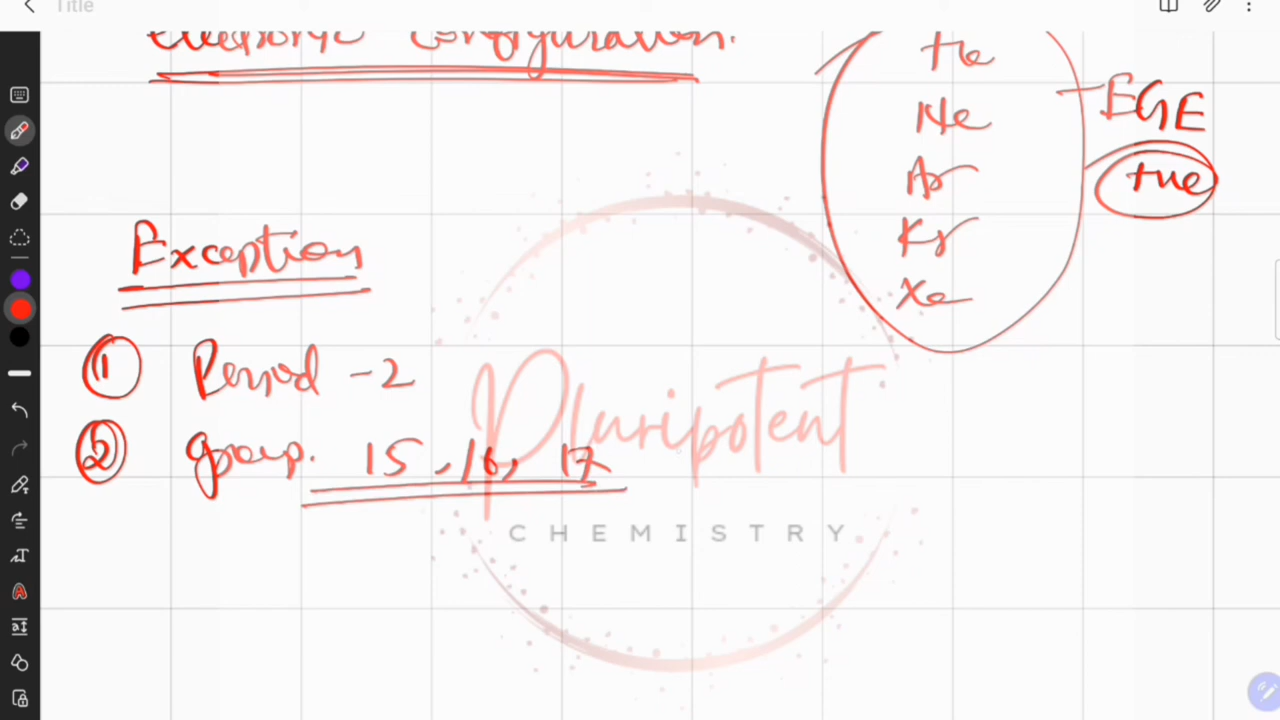 Title
electronic configuration.
He
Ne
Ar
Kr
Xe
EGE
+ve
Exception
① Period -2
② group. 15, 16, 17
Pluripotent
CHEMISTRY